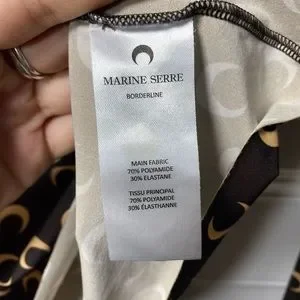 MARINE SERRE
BORDERLINE
MAIN FABRIC
70% POLYAMIDE
30% ELASTANE
TISSU PRINCIPAL
70% POLYAMIDE
30% ÉLASTHANNE